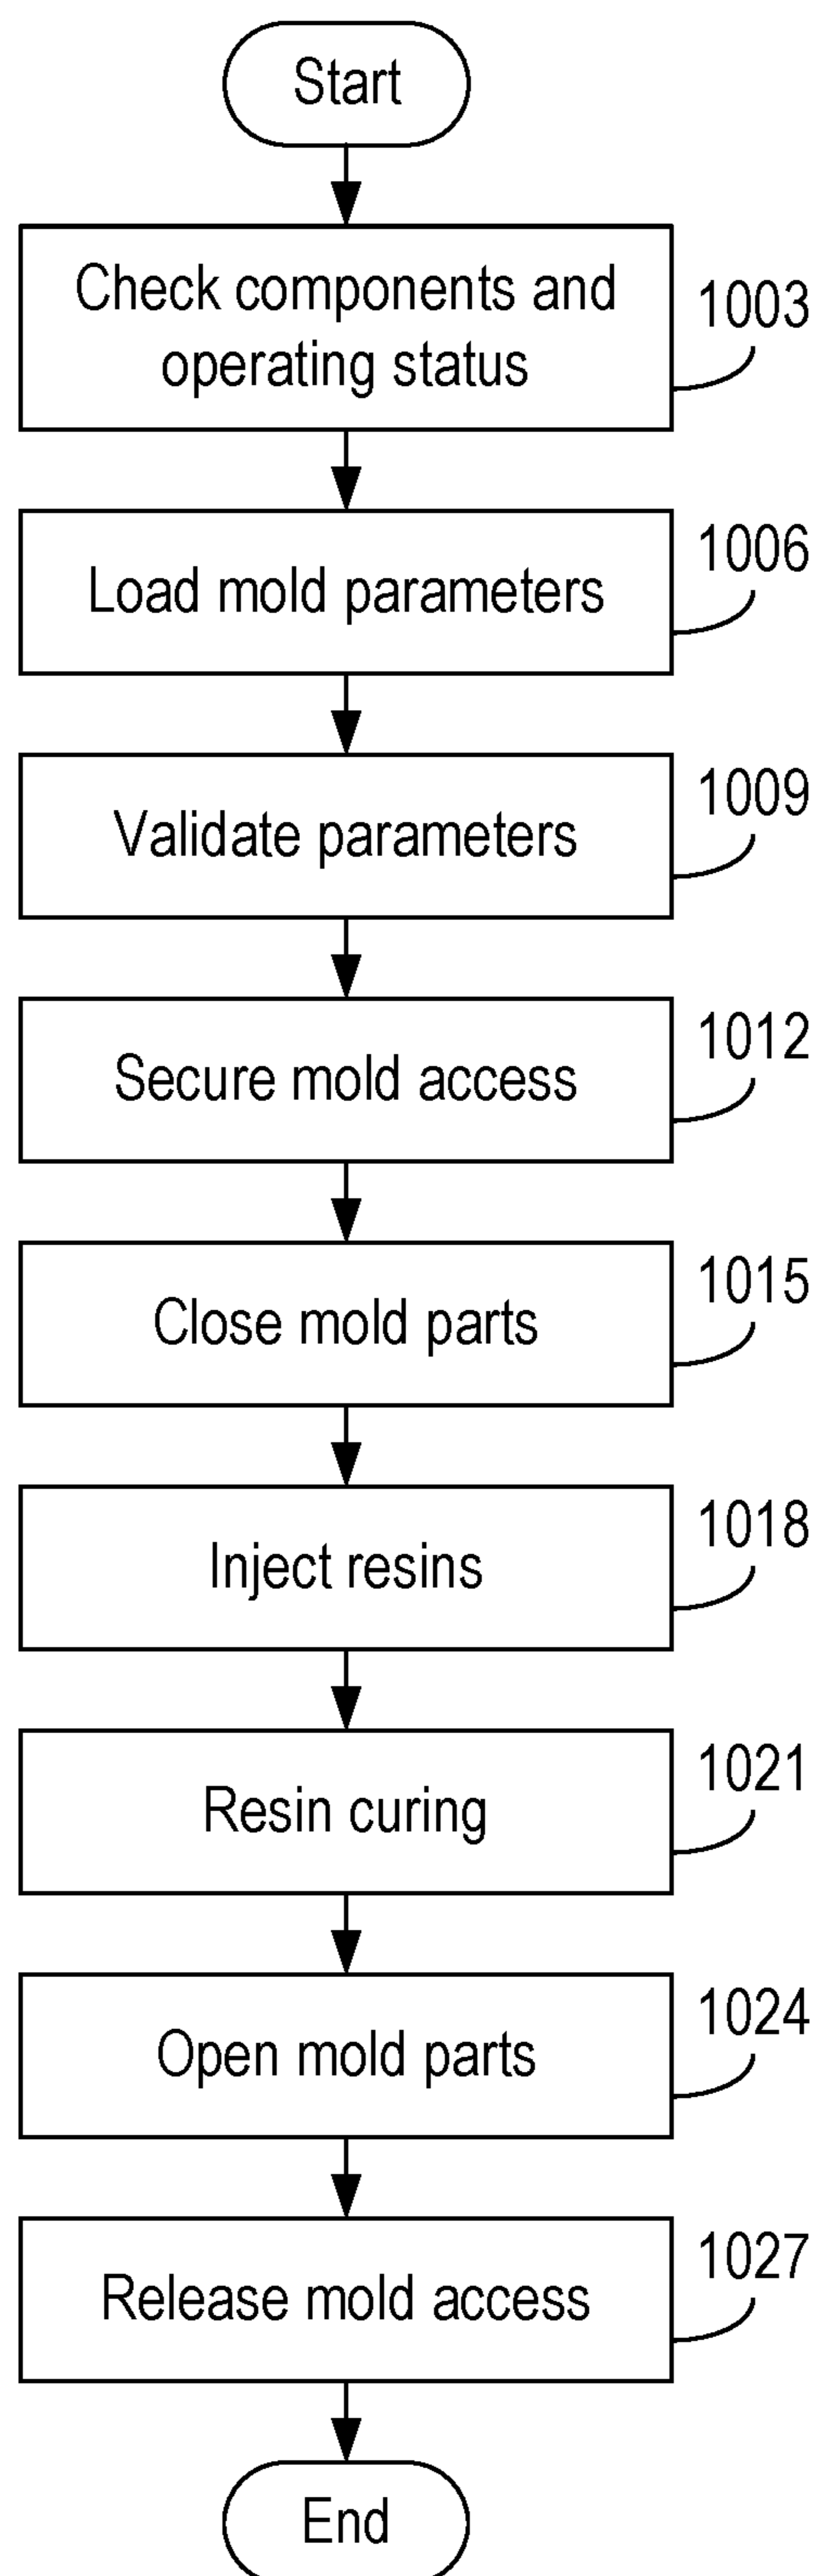 Start
Check components and
operating status
1003
Load mold parameters
1006
Validate parameters
1009
Secure mold access
1012
Close mold parts
1015
Inject resins
1018
Resin curing
1021
Open mold parts
1024
Release mold access
1027
End